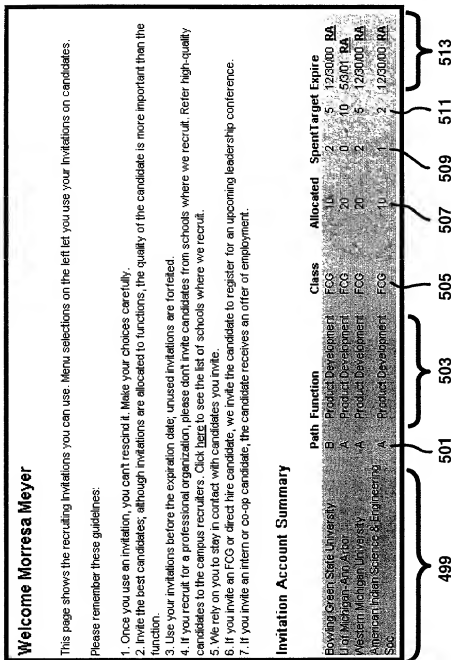 Welcome Morresa Meyer
This page shows the recruiting Invitations you can use. Menu selections on the left let you use your Invitations on candidates.
Please remember these guidelines:
1. Once you use an invitation, you can't rescind it. Make your choices carefully.
2. Invite the best candidates; although invitations are allocated to functions, the quality of the candidate is more important than the
function.
3. Use your invitations before the expiration date; unused invitations are forfeited.
4. If you recruit for a professional organization, please don't invite candidates from schools where we recruit. Refer high-quality
candidates to the campus recruiters. Click here to see the list of schools where we recruit.
5. We rely on you to stay in contact with candidates you invite.
6. If you invite an FCG or direct hire candidate, we invite the candidate to register for an upcoming leadership conference.
7. If you invite an intern or co-op candidate, the candidate receives an offer of employment.
Invitation Account Summary
Path Function Class Allocated Spent Target Expire
Bowling Green State University B Product Development FCG 10 2 5 12/30/00 RA
U of Michigan-Ann Arbor A Product Development FCG 20 0 10 5/3/01 RA
Western Michigan University A Product Development FCG 20 2 5 12/30/00 RA
American Indian Science & Engineering A Product Development FCG 10 1 2 12/30/00 RA
Soc.
499 501 503 505 507 509 511 513